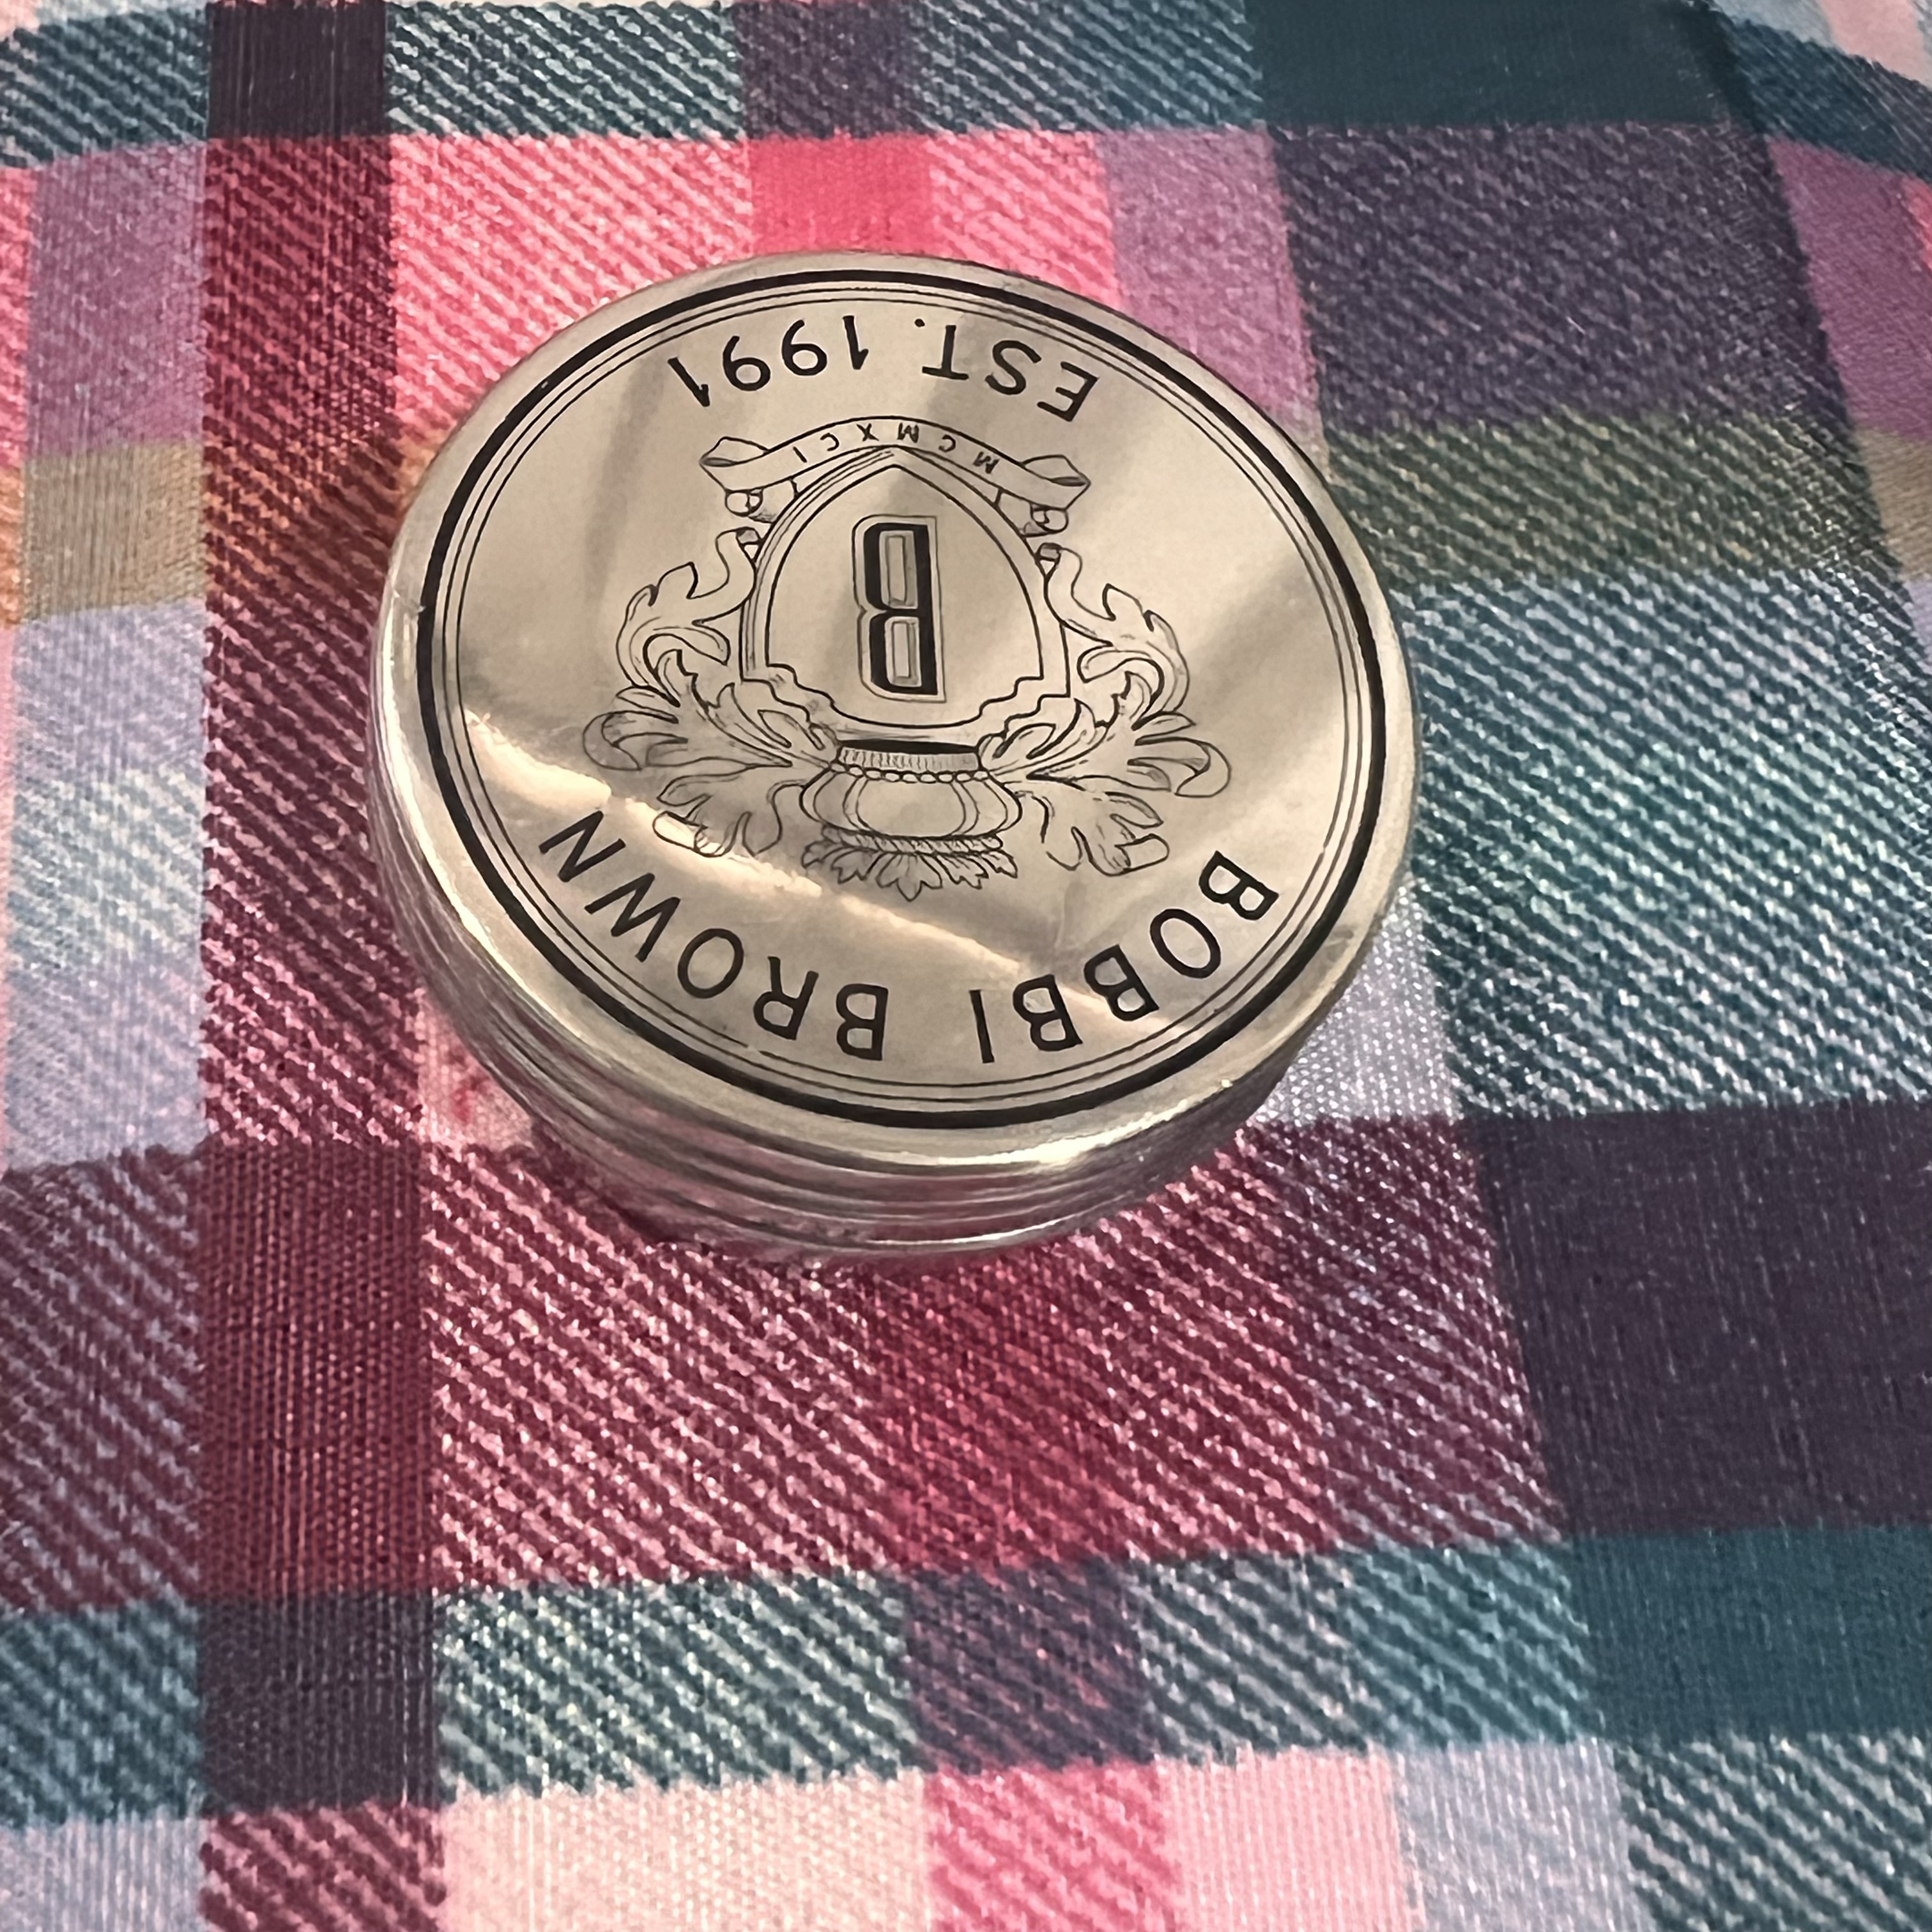 BOBBI BROWN
B
MCMXCI
EST. 1991